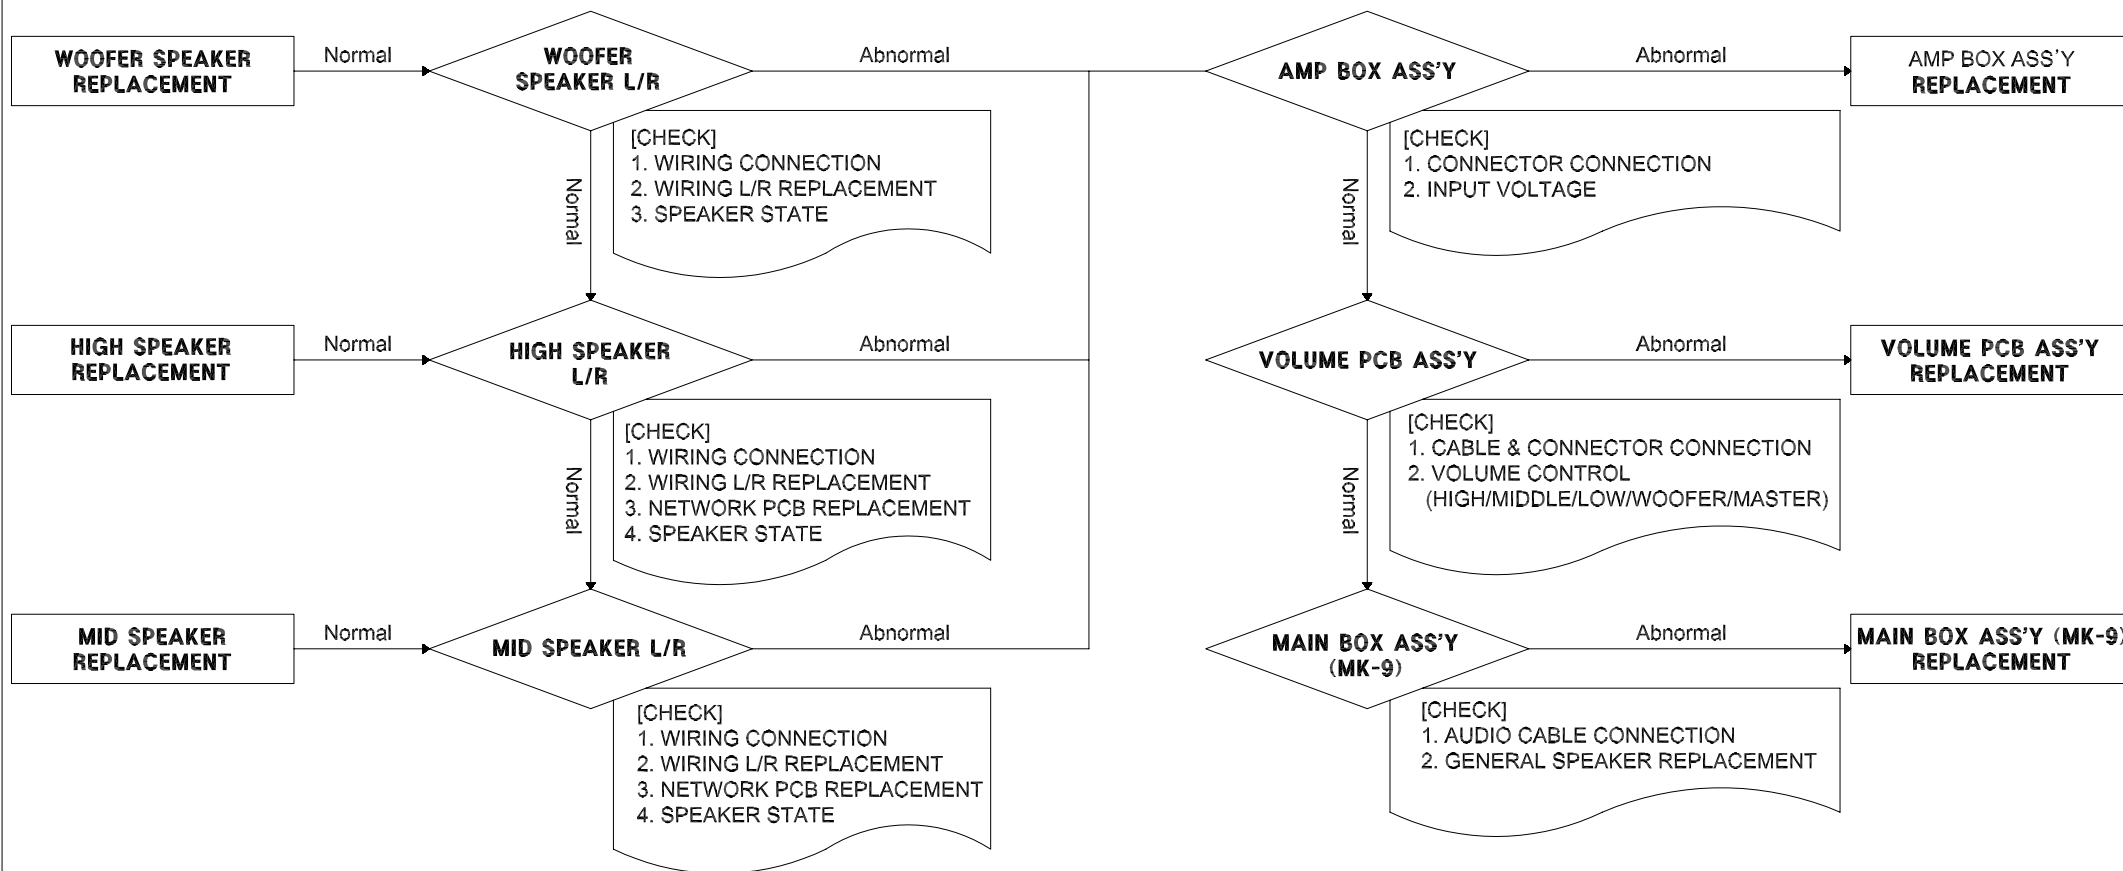 WOOFER SPEAKER
REPLACEMENT
Normal
WOOFER
SPEAKER L/R
Abnormal
AMP BOX ASS'Y
Abnormal
AMP BOX ASS'Y
REPLACEMENT
[CHECK]
1. WIRING CONNECTION
2. WIRING L/R REPLACEMENT
3. SPEAKER STATE
Normal
[CHECK]
1. CONNECTOR CONNECTION
2. INPUT VOLTAGE
Normal
HIGH SPEAKER
REPLACEMENT
Normal
HIGH SPEAKER
L/R
Abnormal
VOLUME PCB ASS'Y
Abnormal
VOLUME PCB ASS'Y
REPLACEMENT
[CHECK]
1. WIRING CONNECTION
2. WIRING L/R REPLACEMENT
3. NETWORK PCB REPLACEMENT
4. SPEAKER STATE
Normal
[CHECK]
1. CABLE & CONNECTOR CONNECTION
2. VOLUME CONTROL
(HIGH/MIDDLE/LOW/WOOFER/MASTER)
Normal
MID SPEAKER
REPLACEMENT
Normal
MID SPEAKER L/R
Abnormal
MAIN BOX ASS'Y
(MK-9)
Abnormal
MAIN BOX ASS'Y (MK-9)
REPLACEMENT
[CHECK]
1. WIRING CONNECTION
2. WIRING L/R REPLACEMENT
3. NETWORK PCB REPLACEMENT
4. SPEAKER STATE
[CHECK]
1. AUDIO CABLE CONNECTION
2. GENERAL SPEAKER REPLACEMENT